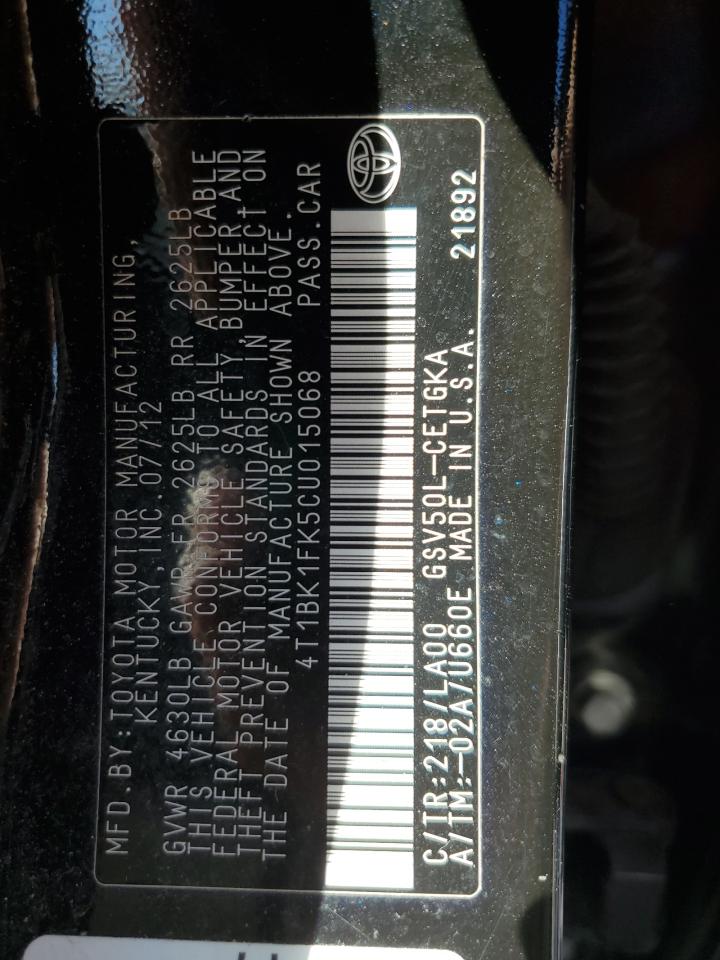 MFD.BY:TOYOTA MOTOR MANUFACTURING,
KENTUCKY,INC.07/12
GVWR 4630LB GAWR FR 2625LB RR 2625LB
THIS VEHICLE CONFORMS TO ALL APPLICABLE
FEDERAL MOTOR VEHICLE SAFETY,BUMPER,AND
THEFT PREVENTION STANDARDS IN EFFECT ON
THE DATE OF MANUFACTURE SHOWN ABOVE.
4T1BK1FK5CU015068 PASS.CAR
C/TR:218/LA00 GSV50L-CETGKA
A/TM:-02A/U660E MADE IN U.S.A. 21892